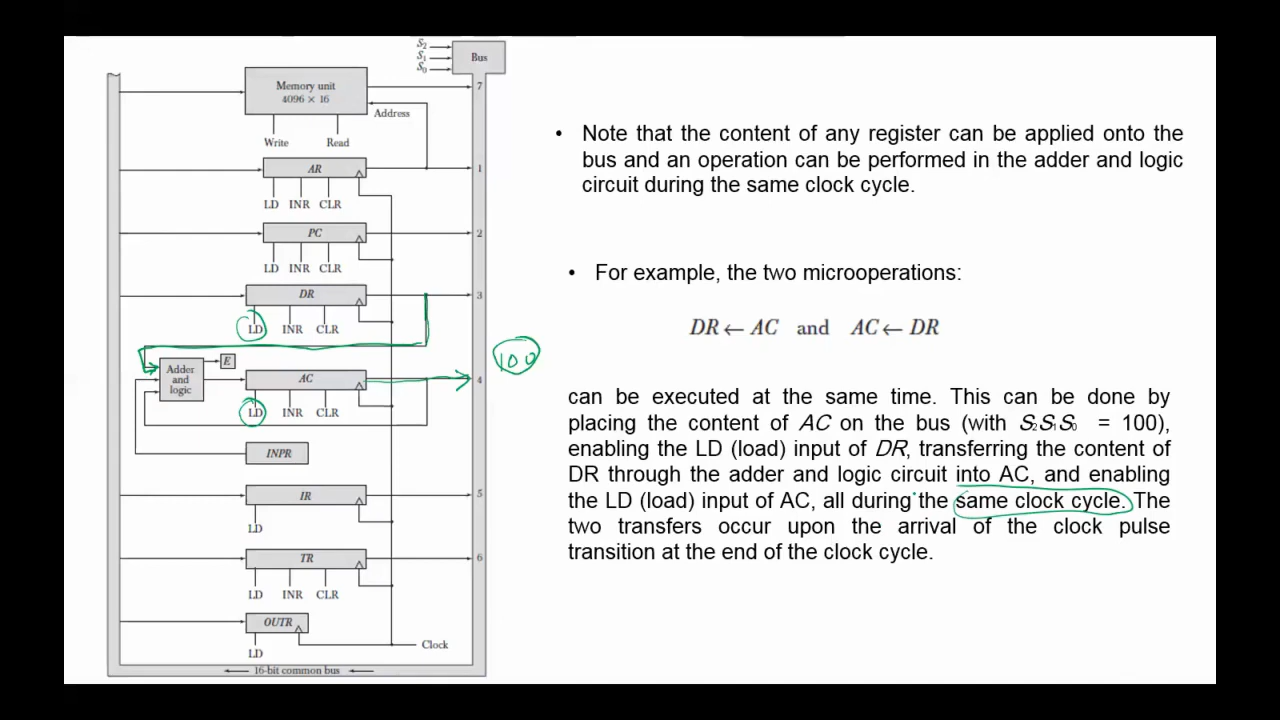 S₂
S₁
S₀
Bus
Memory unit
4096 × 16
7
Address
Write Read
AR
1
LD INR CLR
PC
2
LD INR CLR
DR
3
LD INR CLR
Adder
and
logic
E
AC
4
100
LD INR CLR
INPR
IR
5
LD
TR
6
LD INR CLR
OUTR
Clock
LD
16-bit common bus
• Note that the content of any register can be applied onto the
bus and an operation can be performed in the adder and logic
circuit during the same clock cycle.
• For example, the two microoperations:
DR ← AC and AC ← DR
can be executed at the same time. This can be done by
placing the content of AC on the bus (with S₂S₁S₀ = 100),
enabling the LD (load) input of DR, transferring the content of
DR through the adder and logic circuit into AC, and enabling
the LD (load) input of AC, all during the same clock cycle. The
two transfers occur upon the arrival of the clock pulse
transition at the end of the clock cycle.